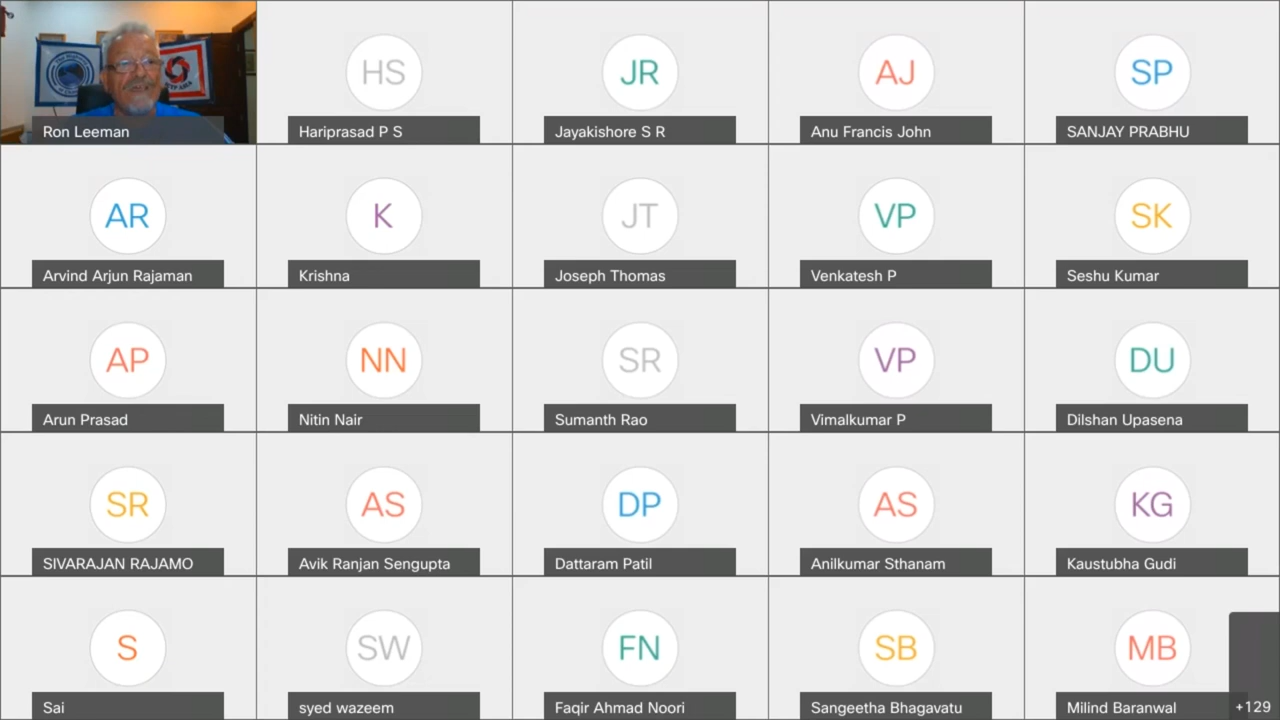 Ron Leeman
HS
Hariprasad P S
JR
Jayakishore S R
AJ
Anu Francis John
SP
SANJAY PRABHU
AR
Arvind Arjun Rajaman
K
Krishna
JT
Joseph Thomas
VP
Venkatesh P
SK
Seshu Kumar
AP
Arun Prasad
NN
Nitin Nair
SR
Sumanth Rao
VP
Vimalkumar P
DU
Dilshan Upasena
SR
SIVARAJAN RAJAMO
AS
Avik Ranjan Sengupta
DP
Dattaram Patil
AS
Anilkumar Sthanam
KG
Kaustubha Gudi
S
Sai
SW
syed wazeem
FN
Faqir Ahmad Noori
SB
Sangeetha Bhagavatu
MB
Milind Baranwal
+129